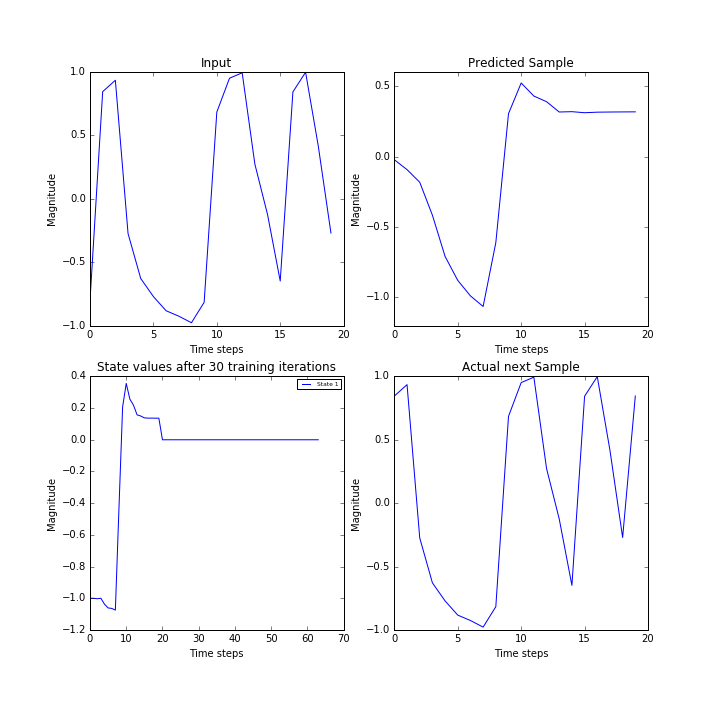 Input
1.0
0.5
0.0
−0.5
−1.0
Magnitude
0 5 10 15 20
Time steps
Predicted Sample
0.5
0.0
−0.5
−1.0
Magnitude
0 5 10 15 20
Time steps
State values after 30 training iterations
State 1
0.4
0.2
0.0
−0.2
−0.4
−0.6
−0.8
−1.0
−1.2
Magnitude
0 10 20 30 40 50 60 70
Time steps
Actual next Sample
1.0
0.5
0.0
−0.5
−1.0
Magnitude
0 5 10 15 20
Time steps